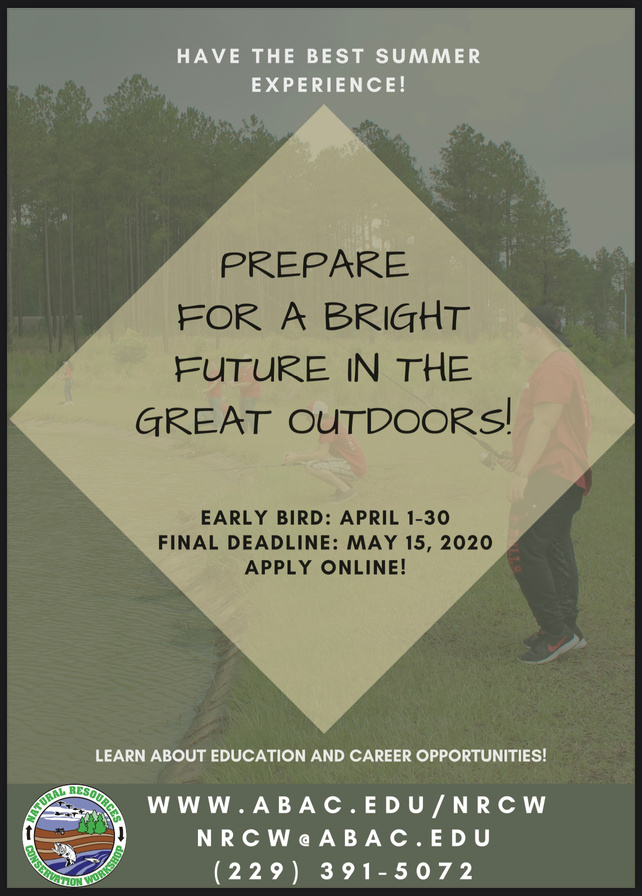 HAVE THE BEST SUMMER
EXPERIENCE!
PREPARE
FOR A BRIGHT
FUTURE IN THE
GREAT OUTDOORS!
EARLY BIRD: APRIL 1-30
FINAL DEADLINE: MAY 15, 2020
APPLY ONLINE!
LEARN ABOUT EDUCATION AND CAREER OPPORTUNITIES!
NATURAL RESOURCES
CONSERVATION WORKSHOP
WWW.ABAC.EDU/NRCW
NRCW@ABAC.EDU
(229) 391-5072